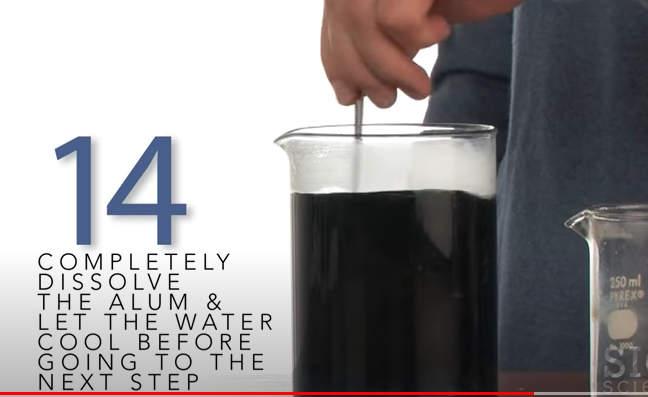 14
COMPLETELY
DISSOLVE
THE ALUM &
LET THE WATER
COOL BEFORE
GOING TO THE
NEXT STEP
250 ml
PYREX®